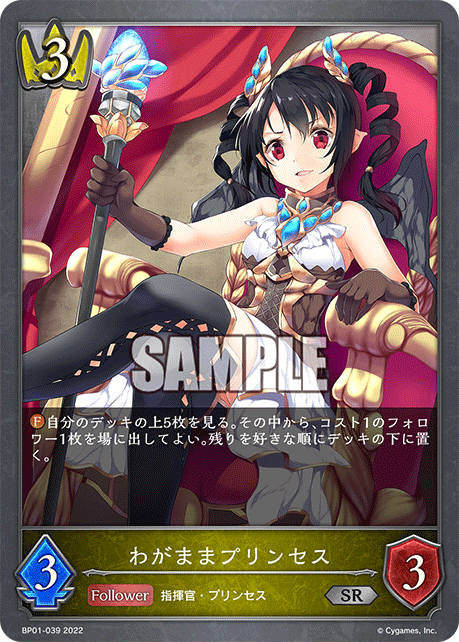 3
SAMPLE
F 自分のデッキの上5枚を見る。その中から、コスト1のフォロ
ワー1枚を場に出してよい。残りを好きな順にデッキの下に置
く。
わがままプリンセス
3
Follower 指揮官・プリンセス SR
3
BP01-039 2022 © Cygames, Inc.